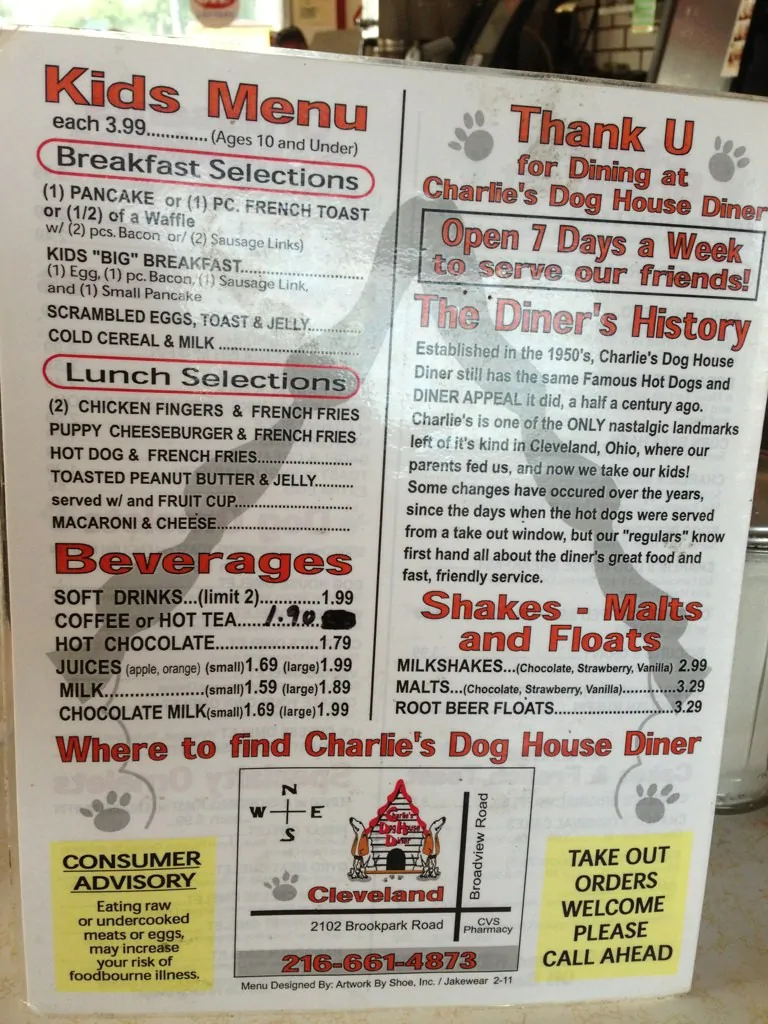 Kids Menu
each 3.99............. (Ages 10 and Under)
Breakfast Selections
(1) PANCAKE or (1) PC. FRENCH TOAST
or (1/2) of a Waffle
w/ (2) pcs. Bacon or/ (2) Sausage Links)
KIDS "BIG" BREAKFAST........................
(1) Egg, (1) pc. Bacon, (1) Sausage Link,
and (1) Small Pancake
SCRAMBLED EGGS, TOAST & JELLY...........
COLD CEREAL & MILK .............................
Lunch Selections
(2) CHICKEN FINGERS & FRENCH FRIES
PUPPY CHEESEBURGER & FRENCH FRIES
HOT DOG & FRENCH FRIES......................
TOASTED PEANUT BUTTER & JELLY.........
served w/ and FRUIT CUP...........................
MACARONI & CHEESE..............................
Beverages
SOFT DRINKS...(limit 2).............1.99
COFFEE or HOT TEA.....1.90
HOT CHOCOLATE......................1.79
JUICES (apple, orange) (small)1.69 (large)1.99
MILK.....................(small)1.59 (large)1.89
CHOCOLATE MILK(small)1.69 (large)1.99
Thank U
for Dining at
Charlie's Dog House Diner
Open 7 Days a Week
to serve our friends!
The Diner's History
Established in the 1950's, Charlie's Dog House
Diner still has the same Famous Hot Dogs and
DINER APPEAL it did, a half a century ago.
Charlie's is one of the ONLY nastalgic landmarks
left of it's kind in Cleveland, Ohio, where our
parents fed us, and now we take our kids!
Some changes have occured over the years,
since the days when the hot dogs were served
from a take out window, but our "regulars" know
first hand all about the diner's great food and
fast, friendly service.
Shakes - Malts
and Floats
MILKSHAKES...(Chocolate, Strawberry, Vanilla) 2.99
MALTS...(Chocolate, Strawberry, Vanilla).............3.29
ROOT BEER FLOATS............................3.29
Where to find Charlie's Dog House Diner
CONSUMER
ADVISORY
Eating raw
or undercooked
meats or eggs,
may increase
your risk of
foodbourne illness.
N
W E
S
Charlie's
Dog House
Diner
Cleveland
Broadview Road
2102 Brookpark Road
CVS
Pharmacy
216-661-4873
TAKE OUT
ORDERS
WELCOME
PLEASE
CALL AHEAD
Menu Designed By: Artwork By Shoe, Inc. / Jakewear 2-11